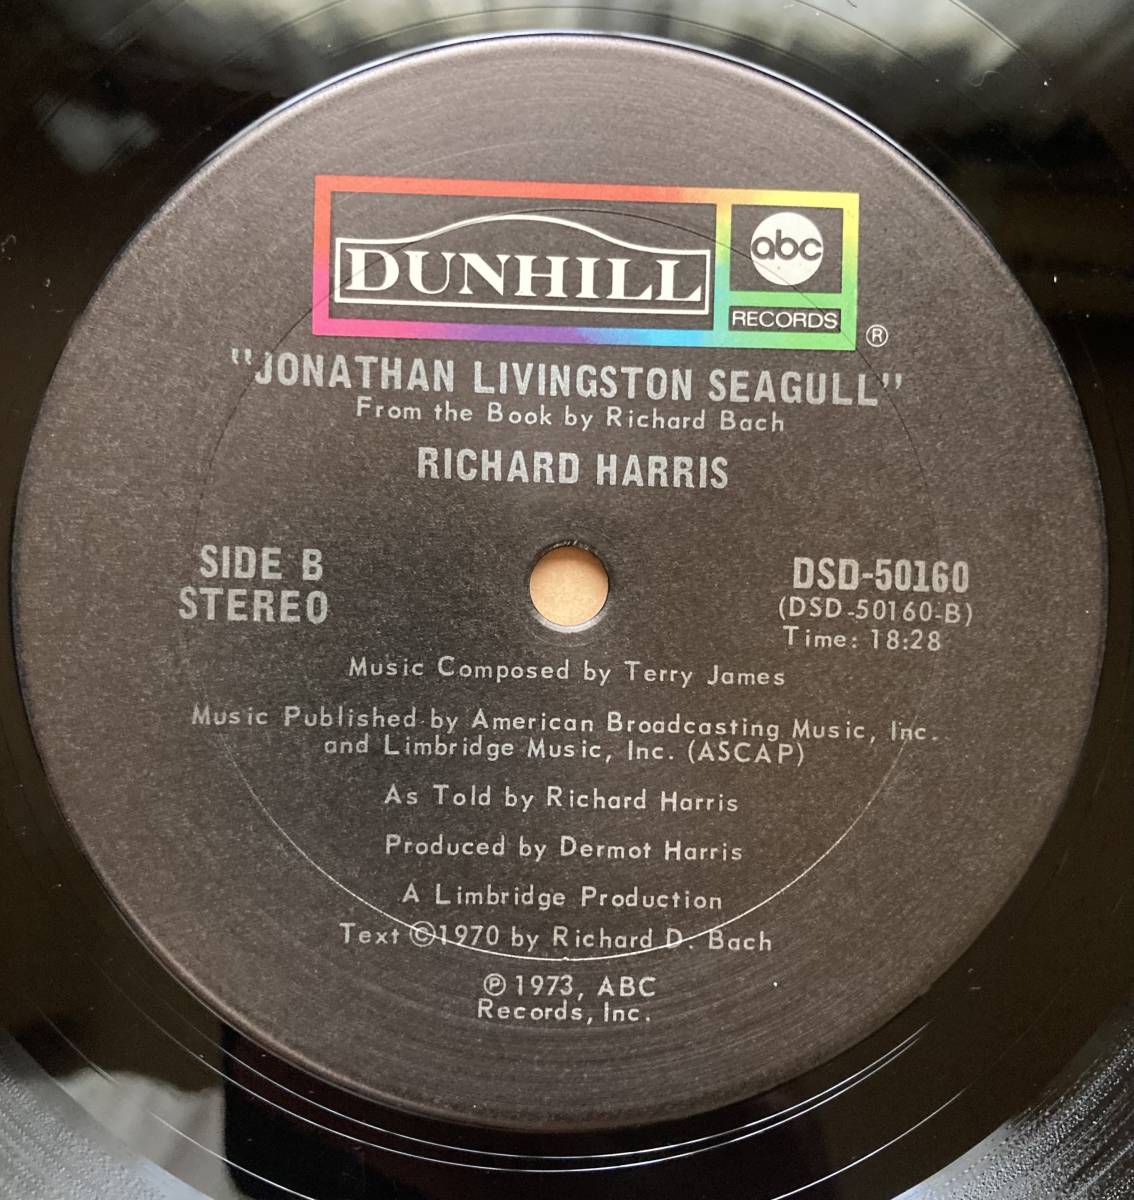 DUNHILL
abc
RECORDS
®
"JONATHAN LIVINGSTON SEAGULL"
From the Book by Richard Bach
RICHARD HARRIS
SIDE B
STEREO
DSD-50160
(DSD-50160-B)
Time: 18:28
Music Composed by Terry James
Music Published by American Broadcasting Music, Inc.
and Limbridge Music, Inc. (ASCAP)
As Told by Richard Harris
Produced by Dermot Harris
A Limbridge Production
Text ©1970 by Richard D. Bach
℗ 1973, ABC
Records, Inc.